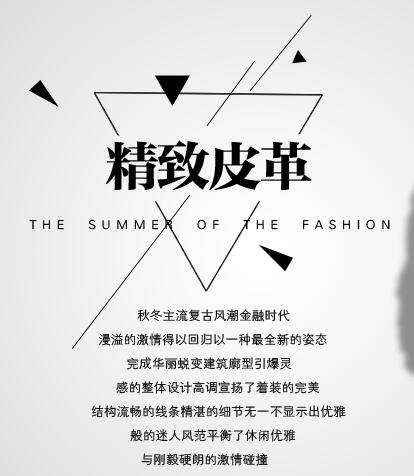 精致皮革
THE SUMMER OF THE FASHION
秋冬主流复古风潮金融时代
漫溢的激情得以回归以一种最全新的姿态
完成华丽蜕变建筑廓型引爆灵
感的整体设计高调宣扬了着装的完美
结构流畅的线条精湛的细节无一不显示出优雅
般的迷人风范平衡了休闲优雅
与刚毅硬朗的激情碰撞